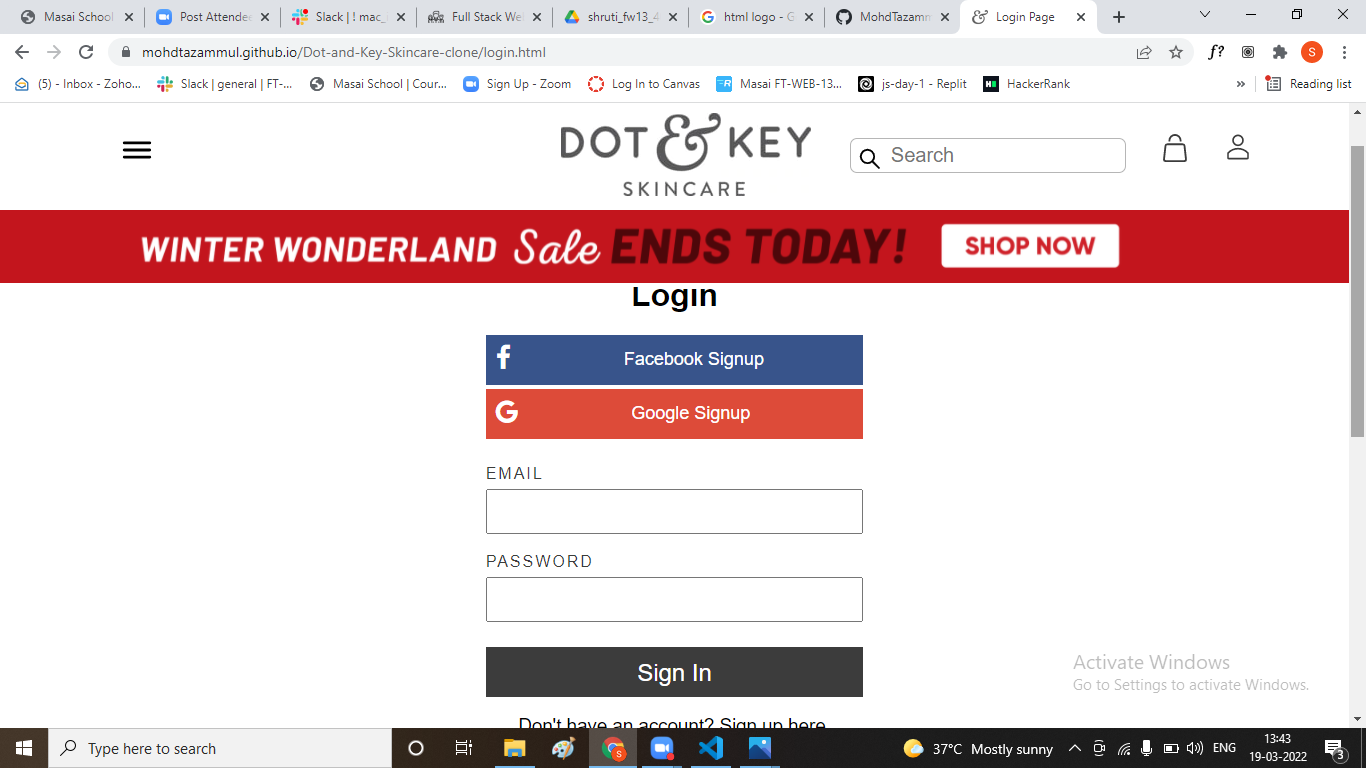 Masai School
Post Attende
Slack | ! mac_
Full Stack We
shruti_fw13_4
html logo - G
MohdTazamm
Login Page
mohdtazammul.github.io/Dot-and-Key-Skincare-clone/login.html
f?
S
(5) - Inbox - Zoho...
Slack | general | FT-...
Masai School | Cour...
Sign Up - Zoom
Log In to Canvas
Masai FT-WEB-13...
js-day-1 - Replit
HackerRank
»
Reading list
DOT & KEY
SKINCARE
Search
WINTER WONDERLAND Sale ENDS TODAY! SHOP NOW
Login
Facebook Signup
Google Signup
EMAIL
PASSWORD
Sign In
Don't have an account? Sign up here
Activate Windows
Go to Settings to activate Windows.
Type here to search
37°C Mostly sunny
ENG
13:43
19-03-2022
3